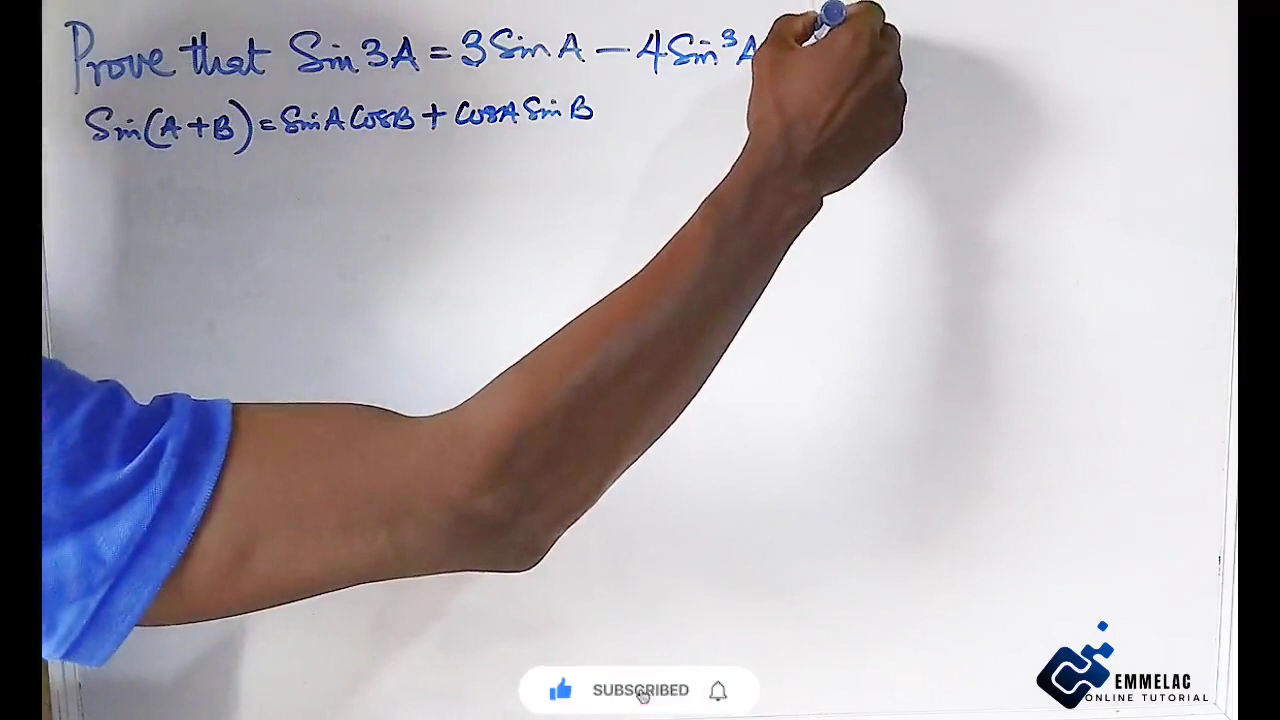 Prove that Sin 3A = 3 Sin A − 4 Sin³A
Sin(A + B) = Sin A Cos B + Cos A Sin B
SUBSCRIBED
EMMELAC
ONLINE TUTORIAL